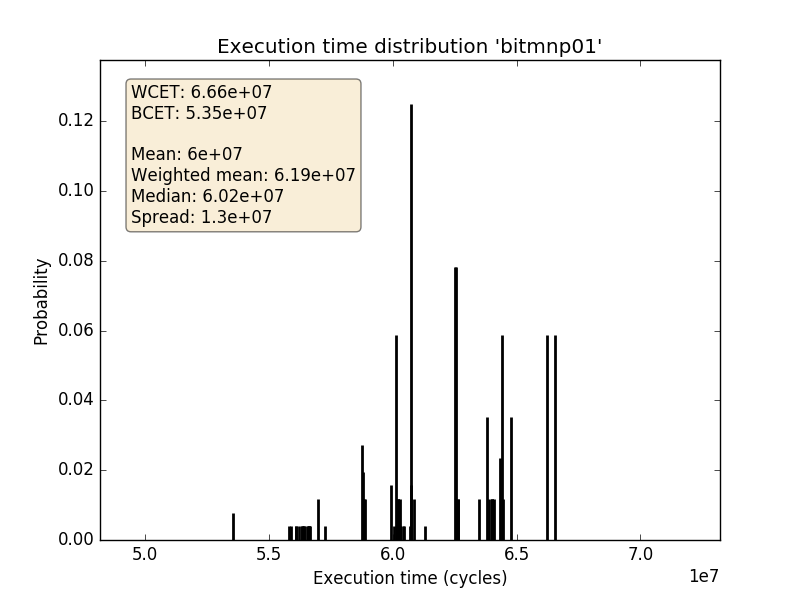 Execution time distribution 'bitmnp01'
WCET: 6.66e+07
BCET: 5.35e+07
Mean: 6e+07
Weighted mean: 6.19e+07
Median: 6.02e+07
Spread: 1.3e+07
Probability
0.12
0.10
0.08
0.06
0.04
0.02
0.00
5.0 5.5 6.0 6.5 7.0
1e7
Execution time (cycles)